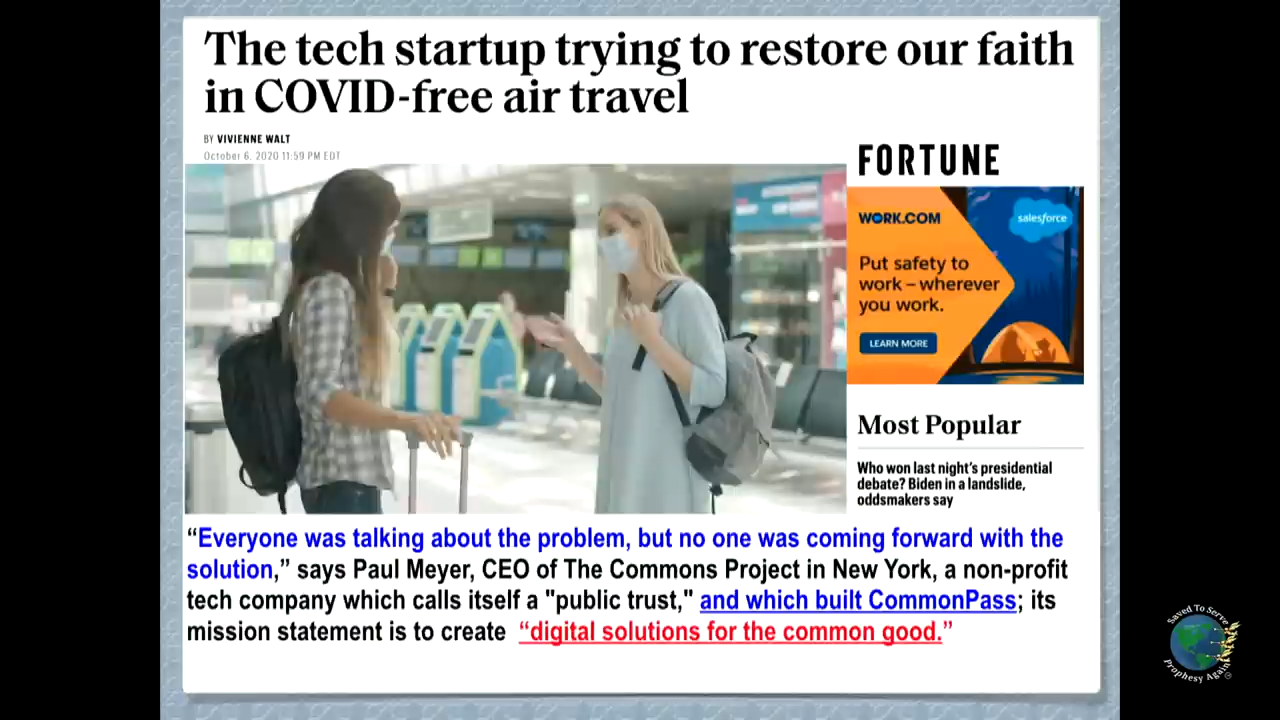 The tech startup trying to restore our faith
in COVID-free air travel
BY VIVIENNE WALT
October 6, 2020 11:59 PM EDT
FORTUNE
WORK.COM
salesforce
Put safety to
work – wherever
you work.
LEARN MORE
Most Popular
Who won last night's presidential
debate? Biden in a landslide,
oddsmakers say
“Everyone was talking about the problem, but no one was coming forward with the
solution,” says Paul Meyer, CEO of The Commons Project in New York, a non-profit
tech company which calls itself a "public trust," and which built CommonPass; its
mission statement is to create “digital solutions for the common good.”
Saved To Serve
Prophesy Again